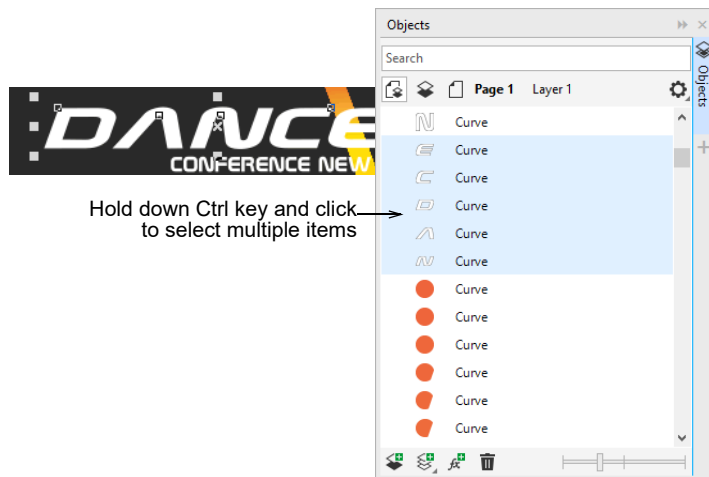 Objects
Search
Page 1 Layer 1
Objects
N Curve
E Curve
C Curve
D Curve
A Curve
N Curve
Curve
Curve
Curve
Curve
Curve
Curve
DANCE
CONFERENCE NEW
Hold down Ctrl key and click
to select multiple items
fx